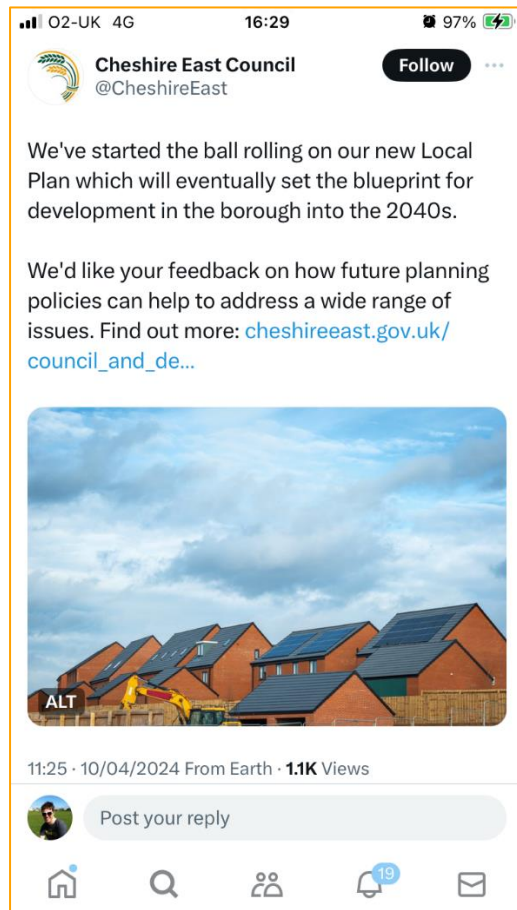 O2-UK 4G 16:29 97%
Cheshire East Council Follow
@CheshireEast
We've started the ball rolling on our new Local
Plan which will eventually set the blueprint for
development in the borough into the 2040s.
We'd like your feedback on how future planning
policies can help to address a wide range of
issues. Find out more: cheshireeast.gov.uk/
council_and_de...
ALT
11:25 · 10/04/2024 From Earth · 1.1K Views
Post your reply
19